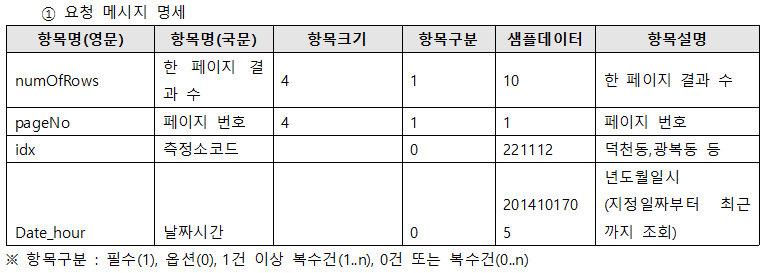 ① 요청 메시지 명세
항목명(영문) 항목명(국문) 항목크기 항목구분 샘플데이터 항목설명
numOfRows 한 페이지 결과 수 4 1 10 한 페이지 결과 수
pageNo 페이지 번호 4 1 1 페이지 번호
idx 측정소코드 0 221112 덕천동,광복동 등
Date_hour 날짜시간 0 2014101705 년도월일시 (지정일짜부터 최근까지 조회)
※ 항목구분 : 필수(1), 옵션(0), 1건 이상 복수건(1..n), 0건 또는 복수건(0..n)